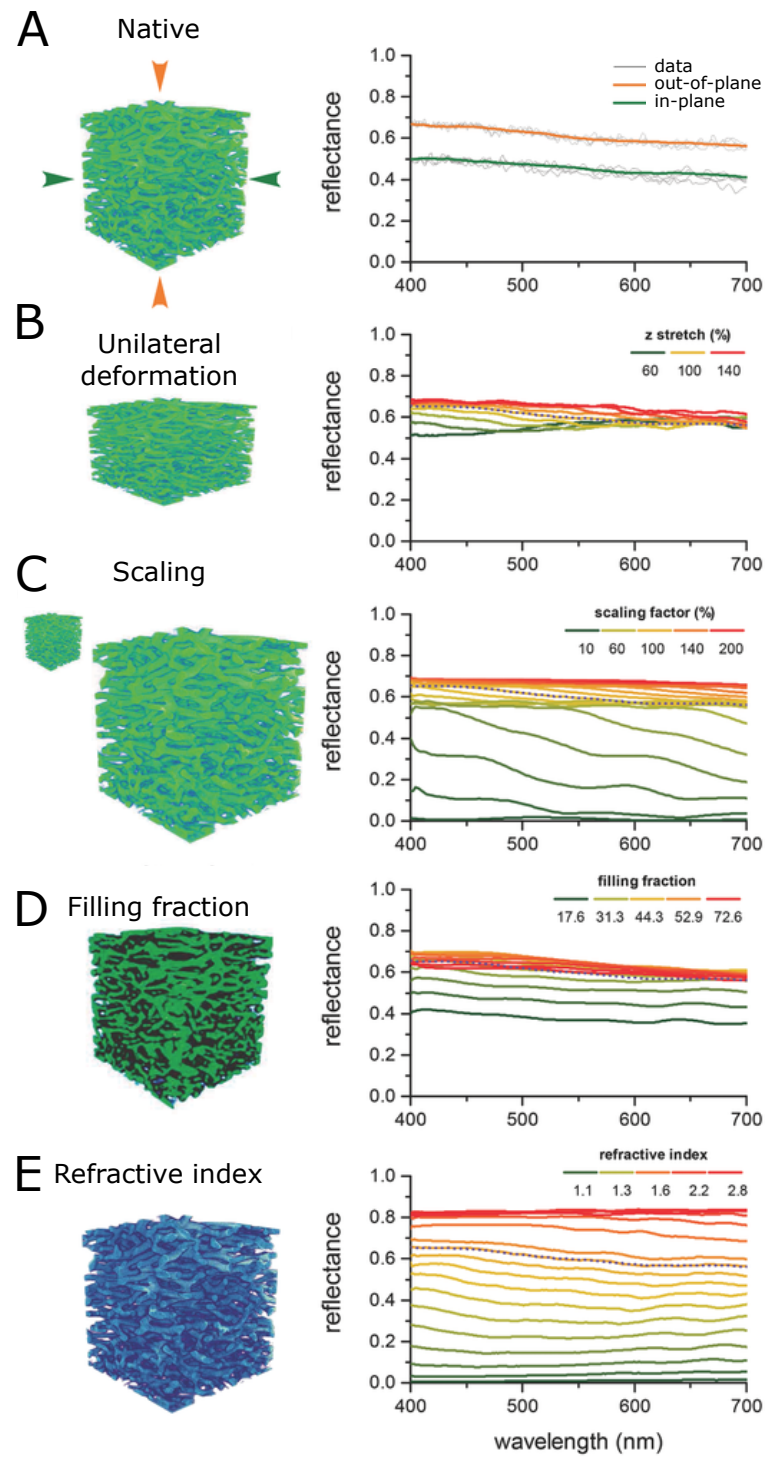 A
Native
data
out-of-plane
in-plane
reflectance
1.0
0.8
0.6
0.4
0.2
0.0
400 500 600 700
B
Unilateral
deformation
z stretch (%)
60 100 140
reflectance
1.0
0.8
0.6
0.4
0.2
0.0
400 500 600 700
C
Scaling
scaling factor (%)
10 60 100 140 200
reflectance
1.0
0.8
0.6
0.4
0.2
0.0
400 500 600 700
D
Filling fraction
filling fraction
17.6 31.3 44.3 52.9 72.6
reflectance
1.0
0.8
0.6
0.4
0.2
0.0
400 500 600 700
E
Refractive index
refractive index
1.1 1.3 1.6 2.2 2.8
reflectance
1.0
0.8
0.6
0.4
0.2
0.0
400 500 600 700
wavelength (nm)